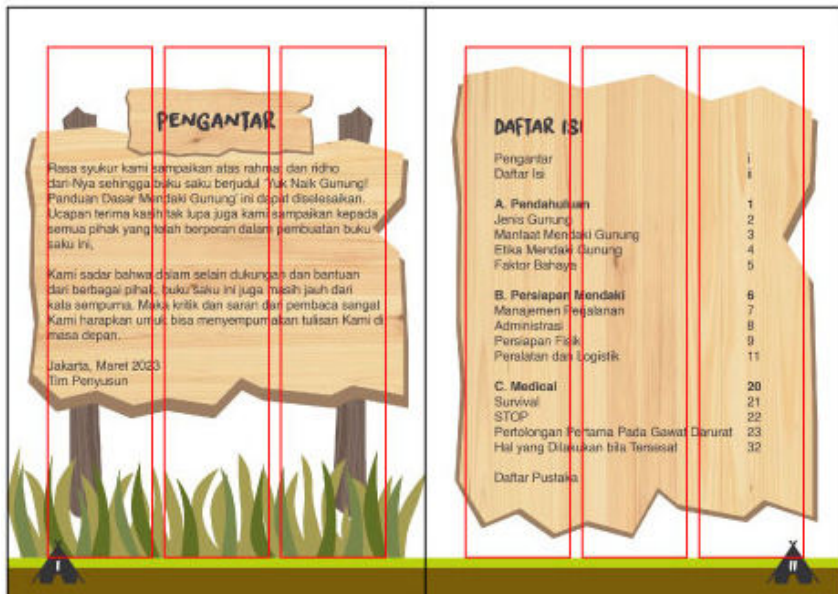 PENGANTAR
Rasa syukur kami sampaikan atas rahmat dan ridho
dari-Nya sehingga buku saku berjudul 'Yuk Naik Gunung!
Panduan Dasar Mendaki Gunung' ini dapat diselesaikan.
Ucapan terima kasih tak lupa juga kami sampaikan kepada
semua pihak yang telah berperan dalam pembuatan buku
saku ini.
Kami sadar bahwa dalam selain dukungan dan bantuan
dari berbagai pihak, buku saku ini juga masih jauh dari
kata sempurna. Maka kritik dan saran dari pembaca sangat
Kami harapkan untuk bisa menyempurnakan tulisan Kami di
masa depan.
Jakarta, Maret 2023
Tim Penyusun
I
DAFTAR ISI
Pengantar i
Daftar Isi ii
A. Pendahuluan 1
Jenis Gunung 2
Manfaat Mendaki Gunung 3
Etika Mendaki Gunung 4
Faktor Bahaya 5
B. Persiapan Mendaki 6
Manajemen Perjalanan 7
Administrasi 8
Persiapan Fisik 9
Peralatan dan Logistik 11
C. Medical 20
Survival 21
STOP 22
Pertolongan Pertama Pada Gawat Darurat 23
Hal yang Dilakukan bila Tersesat 32
Daftar Pustaka
II